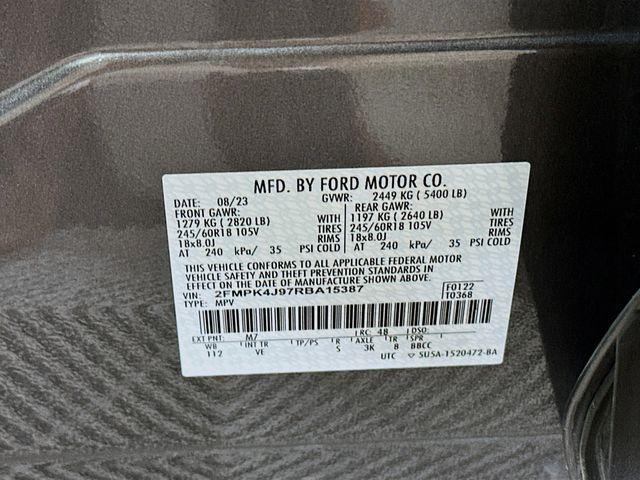 MFD. BY FORD MOTOR CO.
DATE: 08/23 GVWR: 2449 KG ( 5400 LB)
FRONT GAWR: REAR GAWR:
1279 KG ( 2820 LB) WITH 1197 KG ( 2640 LB) WITH
245/60R18 105V TIRES 245/60R18 105V TIRES
18x8.0J RIMS 18x8.0J RIMS
AT 240 kPa/ 35 PSI COLD AT 240 kPa/ 35 PSI COLD
THIS VEHICLE CONFORMS TO ALL APPLICABLE FEDERAL MOTOR
VEHICLE SAFETY AND THEFT PREVENTION STANDARDS IN
EFFECT ON THE DATE OF MANUFACTURE SHOWN ABOVE.
VIN: 2FMPK4J97RBA15387 F0122
TYPE: MPV T0368
EXT PNT: M7 RC: 48 DSO:
WB INT TR TP/PS R AXLE TR SPR
112 VE S 3K 8 BBCC
UTC SU5A-1520472-BA